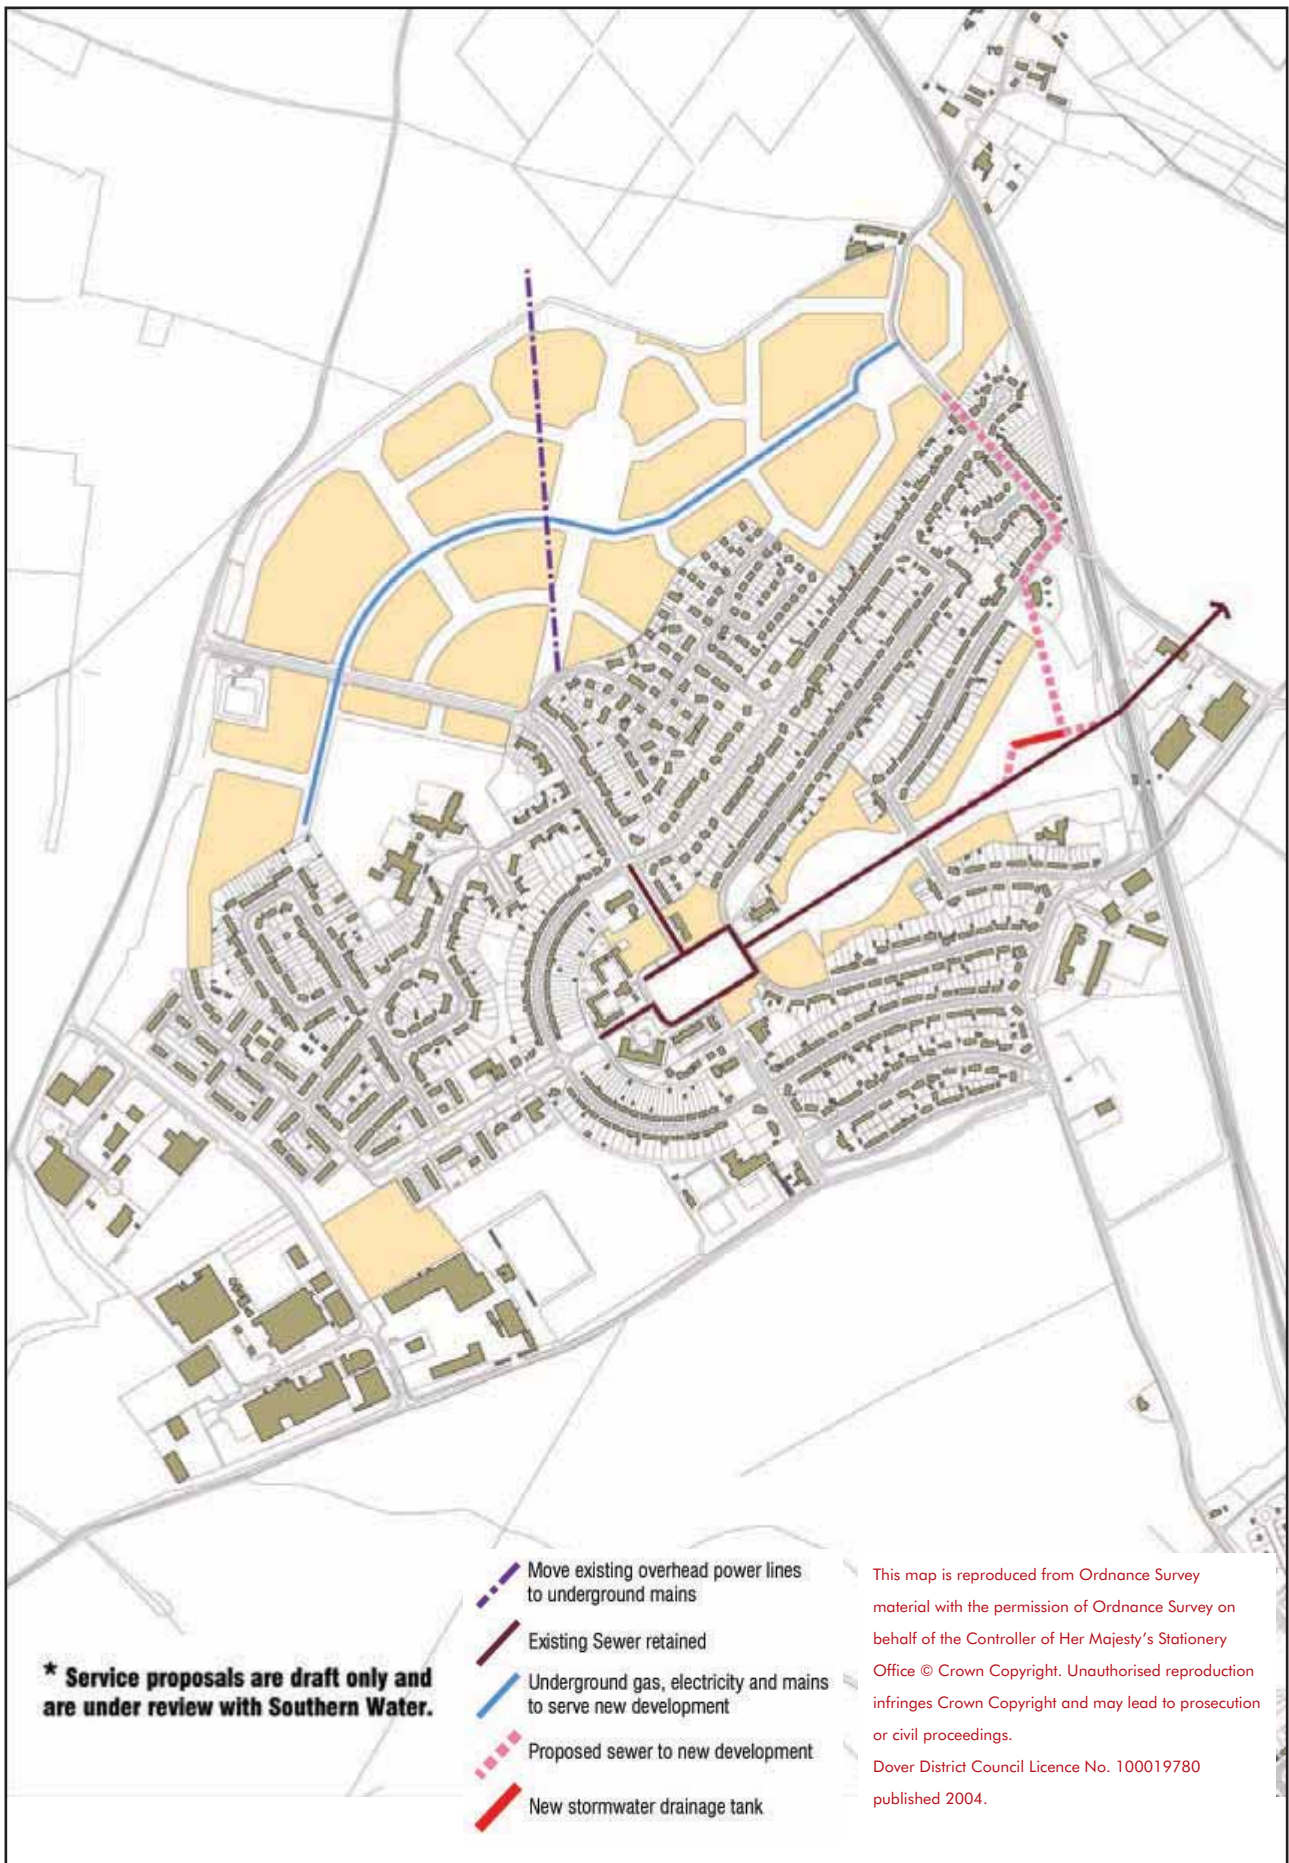 Move existing overhead power lines
to underground mains
Existing Sewer retained
Underground gas, electricity and mains
to serve new development
Proposed sewer to new development
New stormwater drainage tank
* Service proposals are draft only and
are under review with Southern Water.
This map is reproduced from Ordnance Survey
material with the permission of Ordnance Survey on
behalf of the Controller of Her Majesty's Stationery
Office © Crown Copyright. Unauthorised reproduction
infringes Crown Copyright and may lead to prosecution
or civil proceedings.
Dover District Council Licence No. 100019780
published 2004.